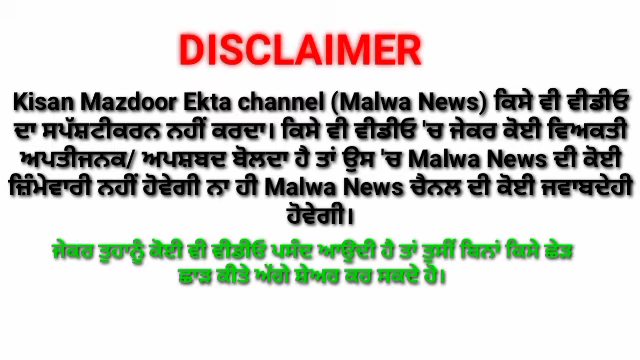 DISCLAIMER
Kisan Mazdoor Ekta channel (Malwa News) ਕਿਸੇ ਵੀ ਵੀਡੀਓ
ਦਾ ਸਪੱਸ਼ਟੀਕਰਨ ਨਹੀਂ ਕਰਦਾ। ਕਿਸੇ ਵੀ ਵੀਡੀਓ 'ਚ ਜੇਕਰ ਕੋਈ ਵਿਅਕਤੀ
ਅਪਤੀਜਨਕ/ ਅਪਸ਼ਬਦ ਬੋਲਦਾ ਹੈ ਤਾਂ ਉਸ 'ਚ Malwa News ਦੀ ਕੋਈ
ਜ਼ਿੰਮੇਵਾਰੀ ਨਹੀਂ ਹੋਵੇਗੀ ਨਾ ਹੀ Malwa News ਚੈਨਲ ਦੀ ਕੋਈ ਜਵਾਬਦੇਹੀ
ਹੋਵੇਗੀ।
ਜੇਕਰ ਤੁਹਾਨੂੰ ਕੋਈ ਵੀ ਵੀਡੀਓ ਪਸੰਦ ਆਉਦੀ ਹੈ ਤਾਂ ਤੁਸੀਂ ਬਿਨਾਂ ਕਿਸੇ ਛੇੜ
ਛਾੜ ਕੀਤੇ ਅੱਗੇ ਸ਼ੇਅਰ ਕਰ ਸਕਦੇ ਹੋ।